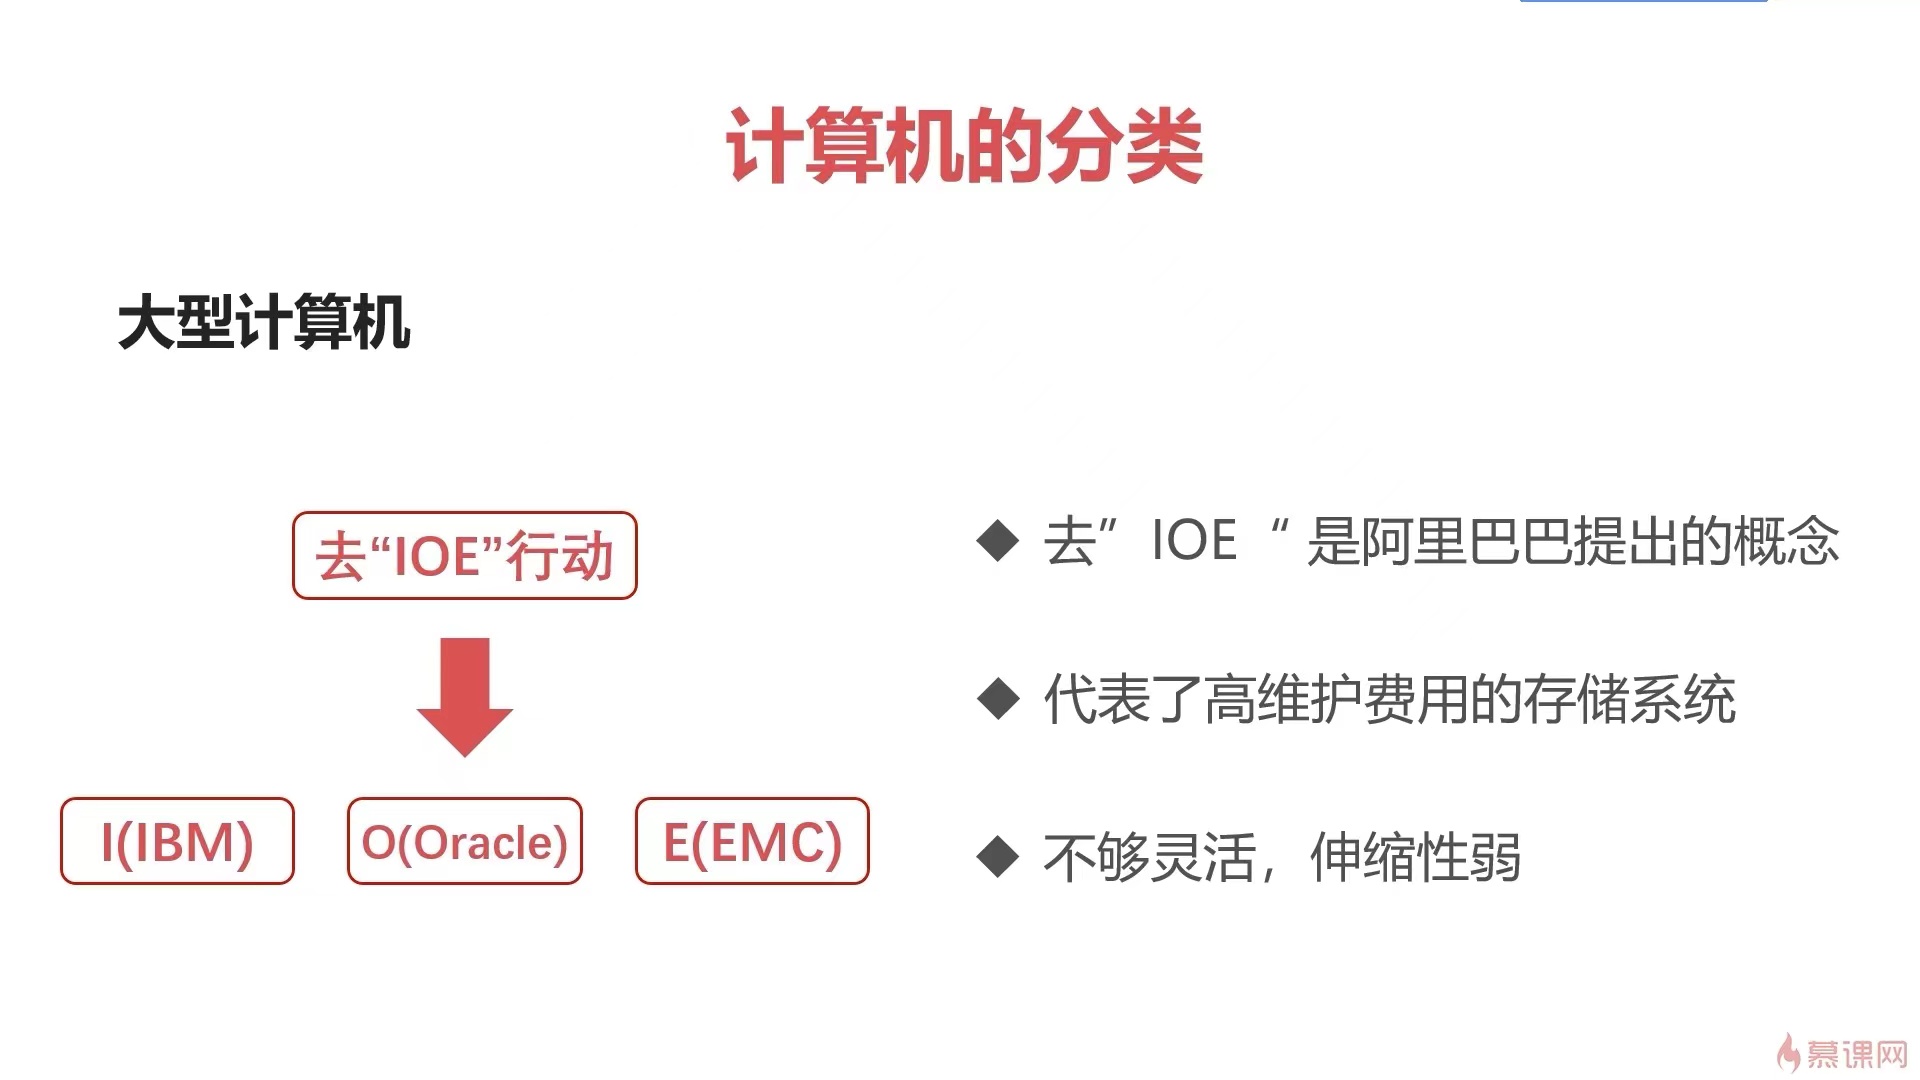 计算机的分类
大型计算机
去“IOE”行动
I(IBM)
O(Oracle)
E(EMC)
去”IOE“是阿里巴巴提出的概念
代表了高维护费用的存储系统
不够灵活，伸缩性弱
慕课网